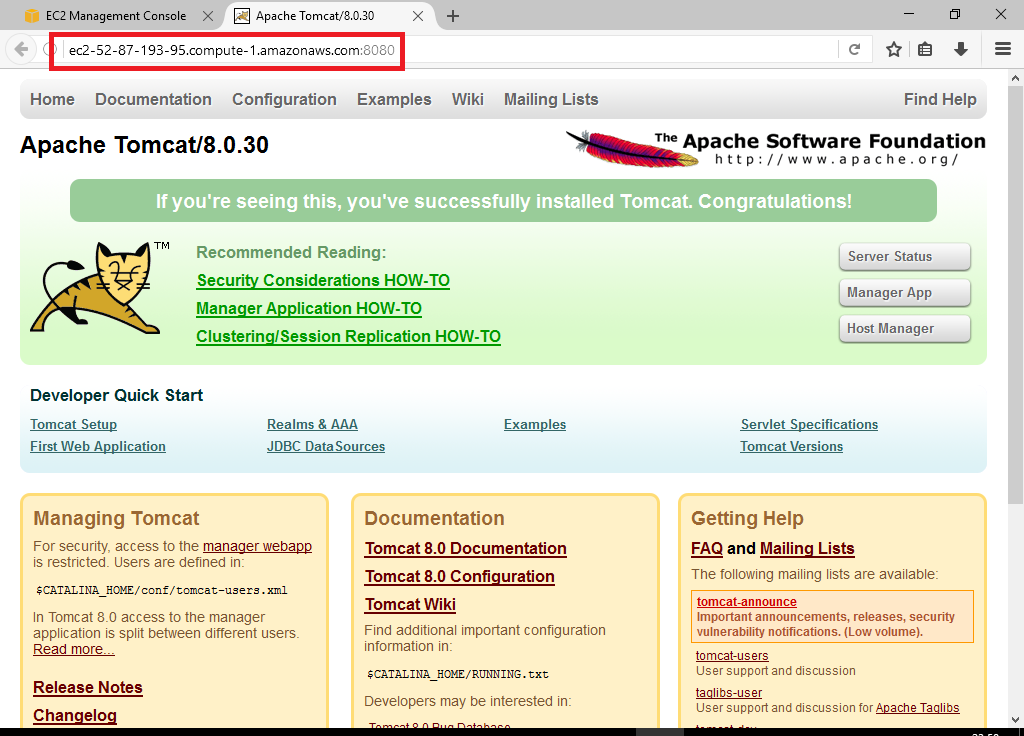 EC2 Management Console
Apache Tomcat/8.0.30
ec2-52-87-193-95.compute-1.amazonaws.com:8080
Home Documentation Configuration Examples Wiki Mailing Lists Find Help
Apache Tomcat/8.0.30
The Apache Software Foundation
http://www.apache.org/
If you're seeing this, you've successfully installed Tomcat. Congratulations!
TM
Recommended Reading:
Security Considerations HOW-TO
Manager Application HOW-TO
Clustering/Session Replication HOW-TO
Server Status
Manager App
Host Manager
Developer Quick Start
Tomcat Setup
First Web Application
Realms & AAA
JDBC DataSources
Examples
Servlet Specifications
Tomcat Versions
Managing Tomcat
For security, access to the manager webapp
is restricted. Users are defined in:
$CATALINA_HOME/conf/tomcat-users.xml
In Tomcat 8.0 access to the manager
application is split between different users.
Read more...
Release Notes
Changelog
Documentation
Tomcat 8.0 Documentation
Tomcat 8.0 Configuration
Tomcat Wiki
Find additional important configuration
information in:
$CATALINA_HOME/RUNNING.txt
Developers may be interested in:
Tomcat 8.0 Bug Database
Getting Help
FAQ and Mailing Lists
The following mailing lists are available:
tomcat-announce
Important announcements, releases, security
vulnerability notifications. (Low volume).
tomcat-users
User support and discussion
taglibs-user
User support and discussion for Apache Taglibs
tomcat-dev